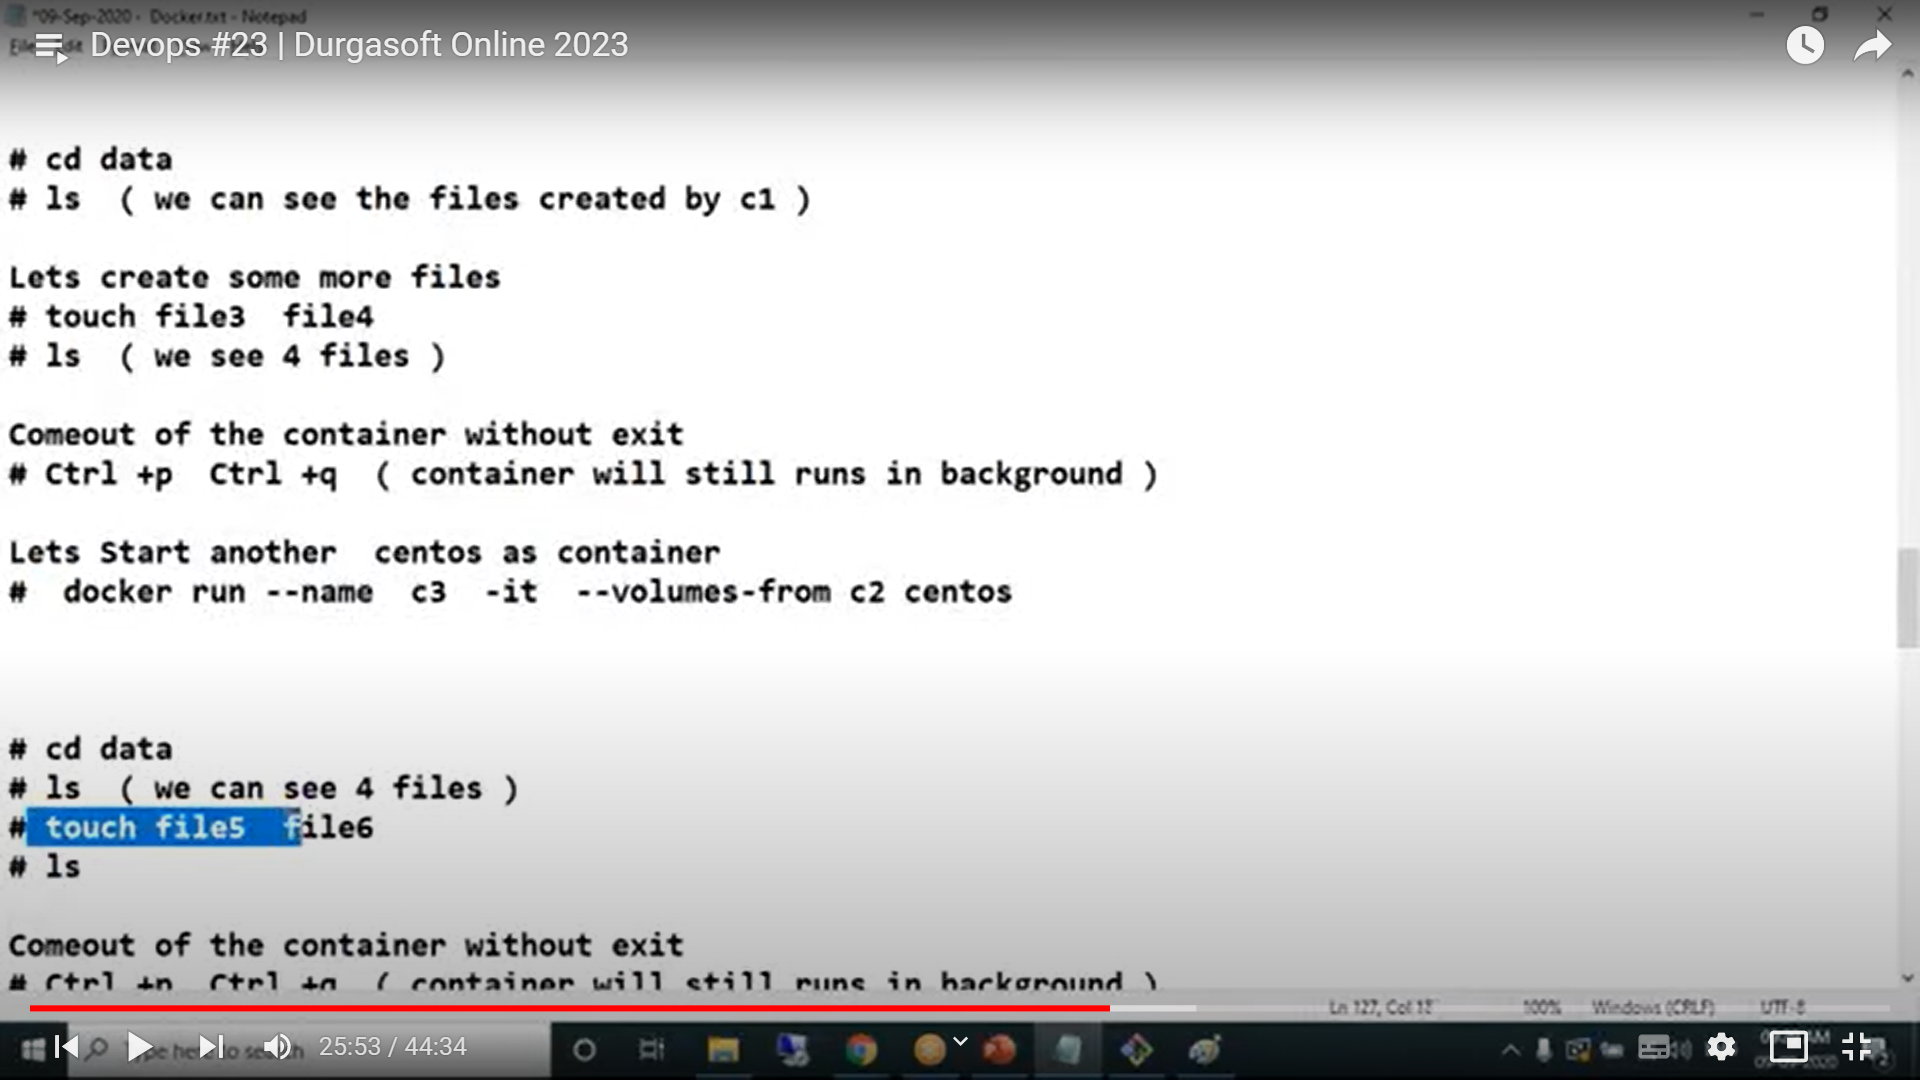 *09-Sep-2020 - Docker.txt - Notepad
Devops #23 | Durgasoft Online 2023
# cd data
# ls ( we can see the files created by c1 )
Lets create some more files
# touch file3 file4
# ls ( we see 4 files )
Comeout of the container without exit
# Ctrl +p Ctrl +q ( container will still runs in background )
Lets Start another centos as container
# docker run --name c3 -it --volumes-from c2 centos
# cd data
# ls ( we can see 4 files )
# touch file5 file6
# ls
Comeout of the container without exit
# Ctrl +p Ctrl +q ( container will still runs in background )
100% Windows (CRLF) UTF-8
25:53 / 44:34